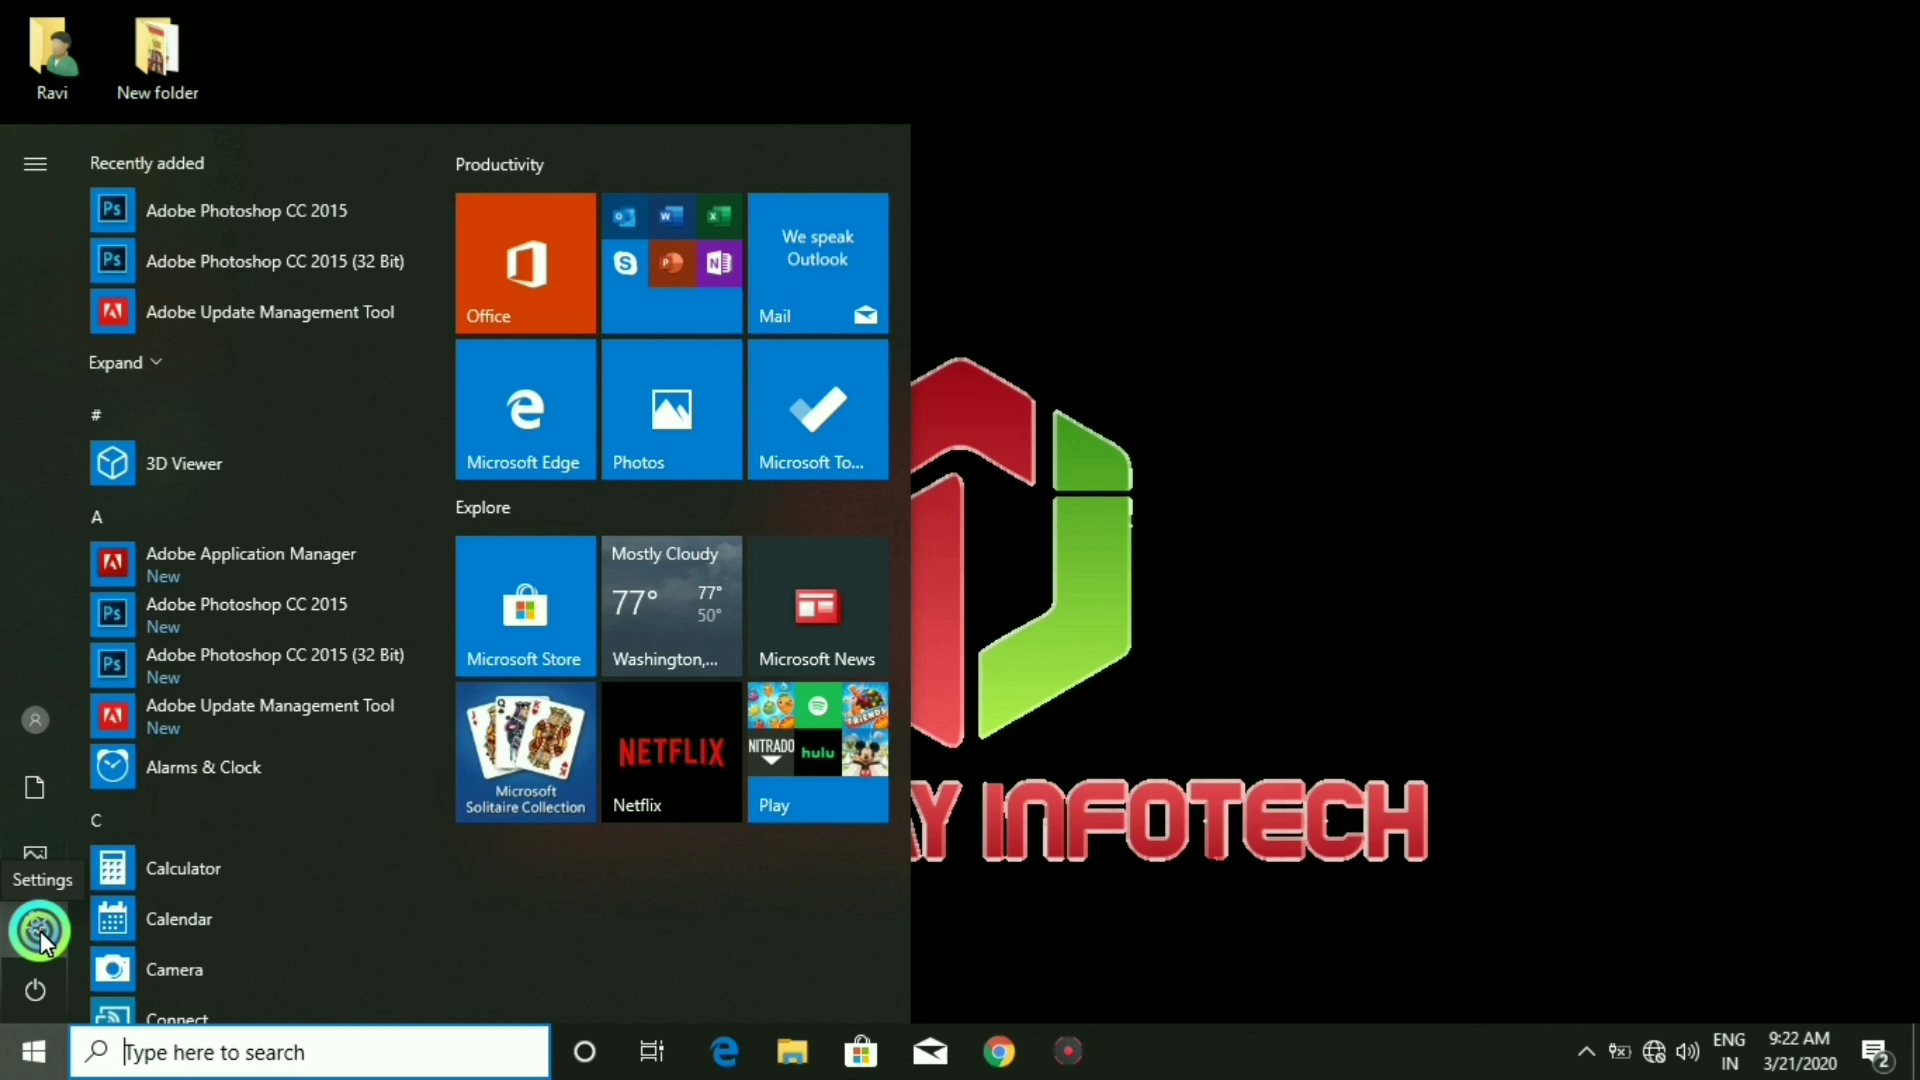 Ravi
New folder
Recently added
Adobe Photoshop CC 2015
Adobe Photoshop CC 2015 (32 Bit)
Adobe Update Management Tool
Expand
#
3D Viewer
A
Adobe Application Manager
New
Adobe Photoshop CC 2015
New
Adobe Photoshop CC 2015 (32 Bit)
New
Adobe Update Management Tool
New
Alarms & Clock
C
Calculator
Calendar
Camera
Connect
Settings
Productivity
Office
We speak
Outlook
Mail
Microsoft Edge
Photos
Microsoft To...
Explore
Microsoft Store
Mostly Cloudy
77°
77°
50°
Washington,...
Microsoft News
Microsoft
Solitaire Collection
NETFLIX
Netflix
FRIENDS
NITRADO
hulu
Play
Y INFOTECH
Type here to search
ENG
IN
9:22 AM
3/21/2020
2